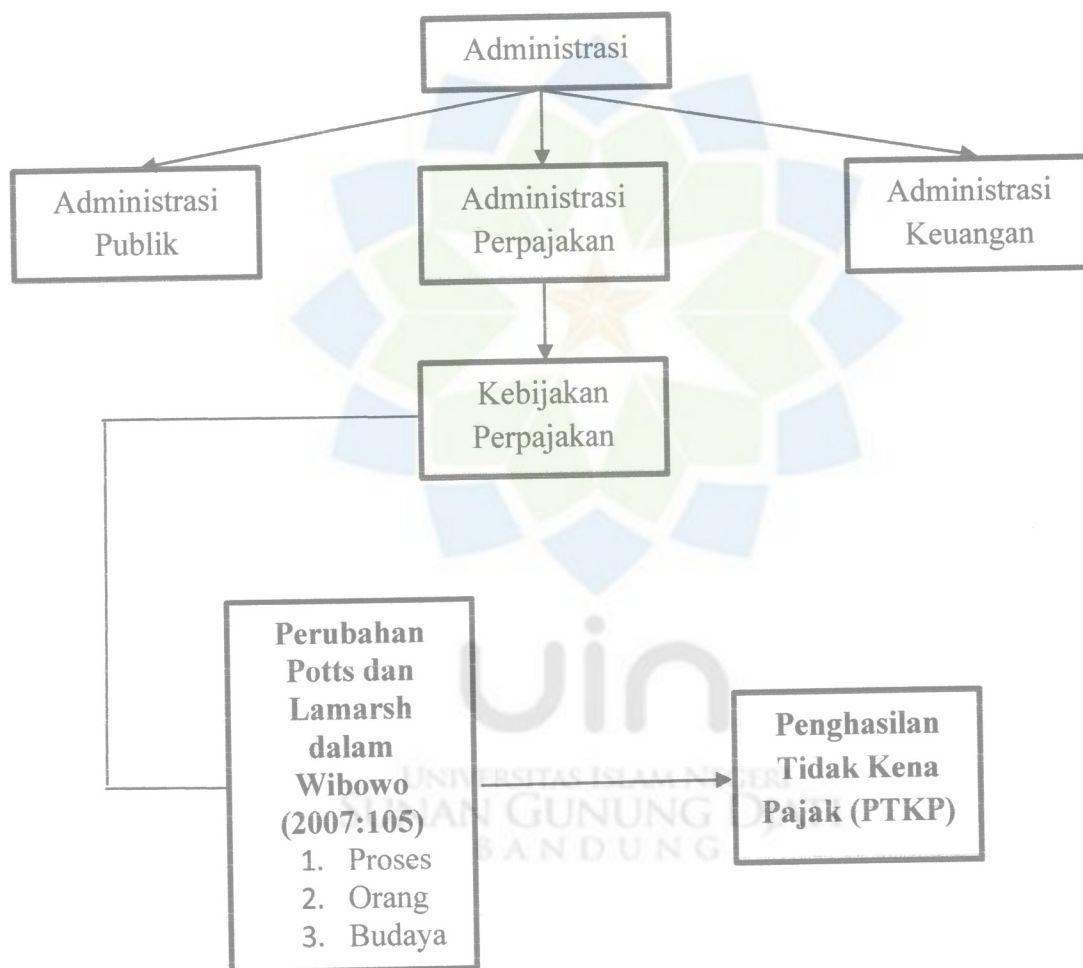 Administrasi
Administrasi
Publik
Administrasi
Perpajakan
Administrasi
Keuangan
Kebijakan
Perpajakan
Perubahan
Potts dan
Lamarsh
dalam
Wibowo
(2007:105)
1. Proses
2. Orang
3. Budaya
Penghasilan
Tidak Kena
Pajak (PTKP)
uin
UNIVERSITAS ISLAM NEGERI
SUNAN GUNUNG DJATI
BANDUNG